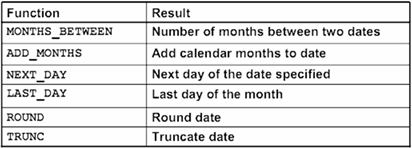 Function Result
MONTHS_BETWEEN Number of months between two dates
ADD_MONTHS Add calendar months to date
NEXT_DAY Next day of the date specified
LAST_DAY Last day of the month
ROUND Round date
TRUNC Truncate date